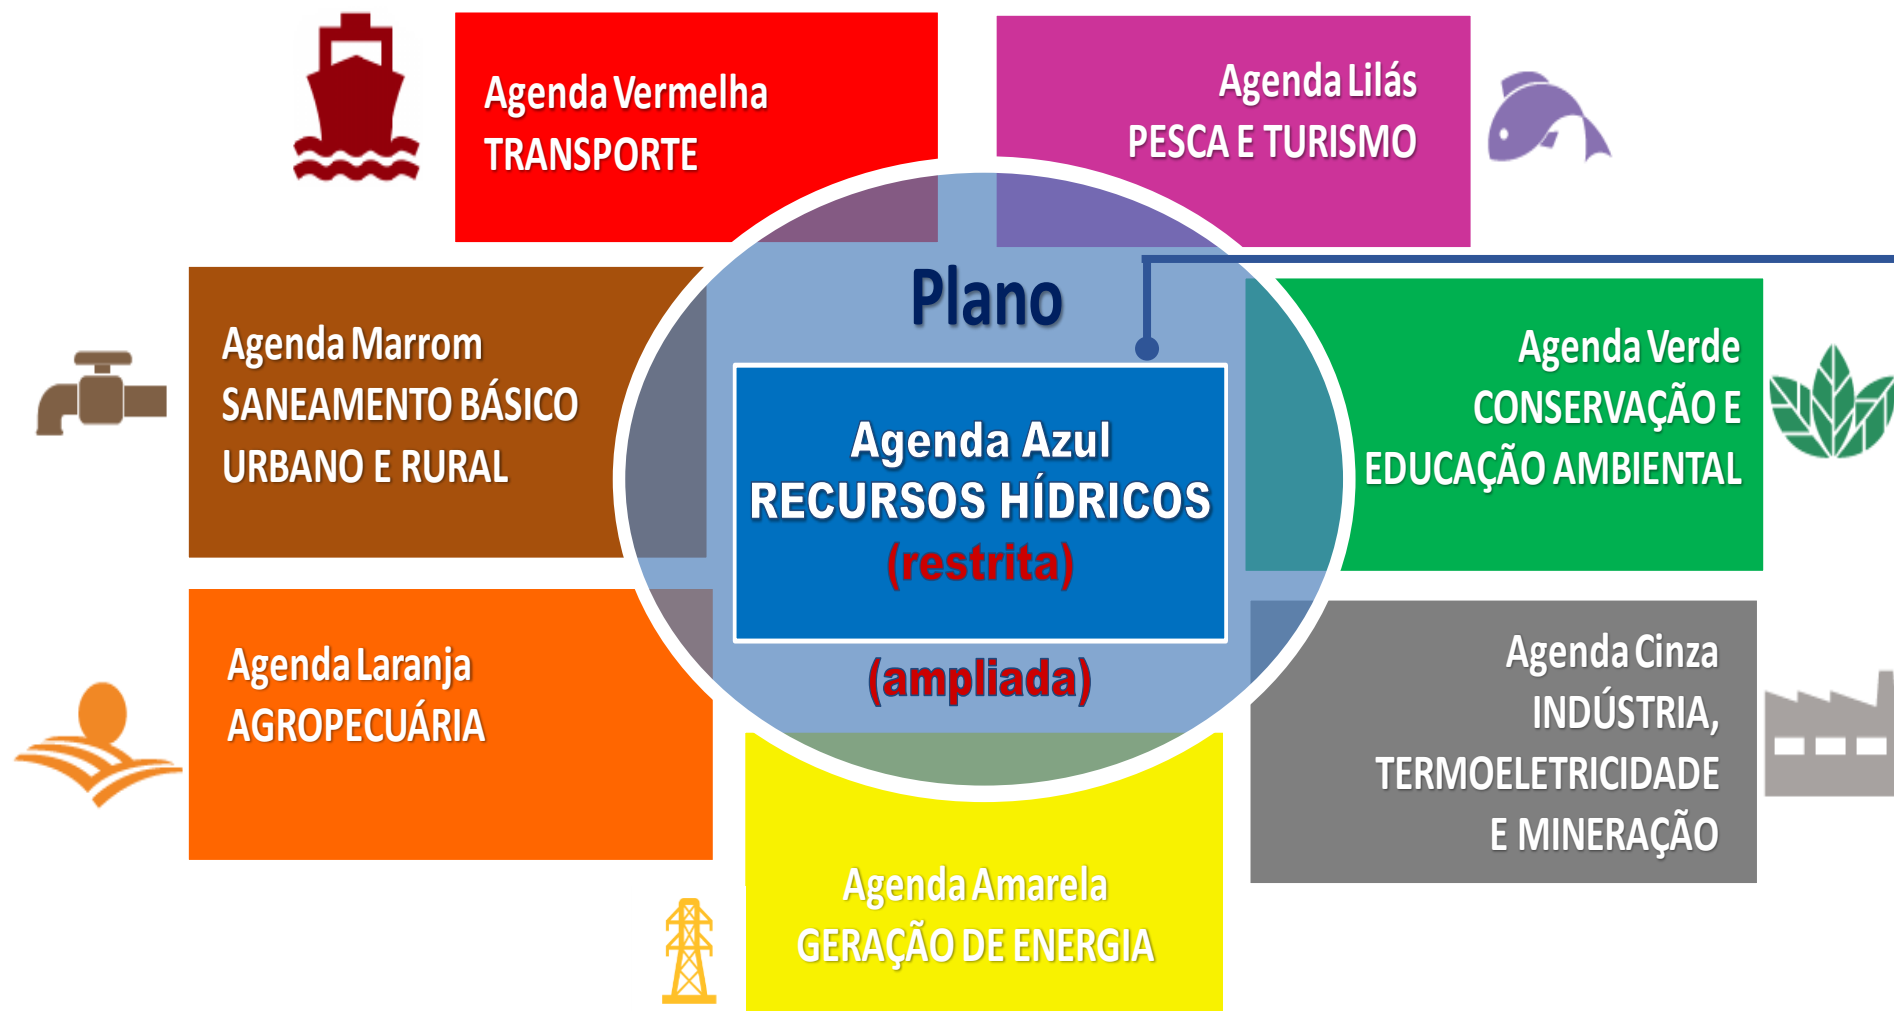 Agenda Vermelha
TRANSPORTE
Agenda Lilás
PESCA E TURISMO
Plano
Agenda Marrom
SANEAMENTO BÁSICO
URBANO E RURAL
Agenda Azul
RECURSOS HÍDRICOS
(restrita)
(ampliada)
Agenda Verde
CONSERVAÇÃO E
EDUCAÇÃO AMBIENTAL
Agenda Laranja
AGROPECUÁRIA
Agenda Cinza
INDÚSTRIA,
TERMOELETRICIDADE
E MINERAÇÃO
Agenda Amarela
GERAÇÃO DE ENERGIA